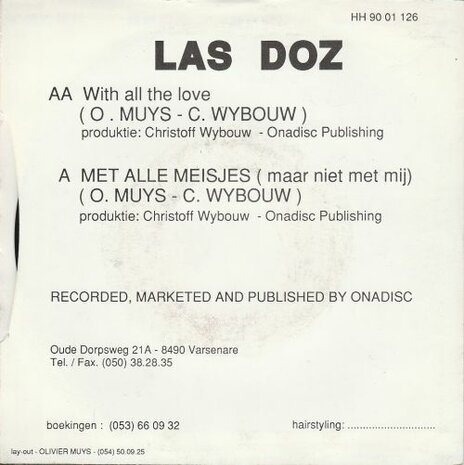 HH 90 01 126
LAS DOZ
AA With all the love
( O . MUYS - C. WYBOUW )
produktie: Christoff Wybouw - Onadisc Publishing
A MET ALLE MEISJES ( maar niet met mij)
( O. MUYS - C. WYBOUW )
produktie: Christoff Wybouw - Onadisc Publishing
RECORDED, MARKETED AND PUBLISHED BY ONADISC
Oude Dorpsweg 21A - 8490 Varsenare
Tel. / Fax. (050) 38.28.35
boekingen : (053) 66 09 32
hairstyling: ............................
lay-out - OLIVIER MUYS - (054) 50.09.25